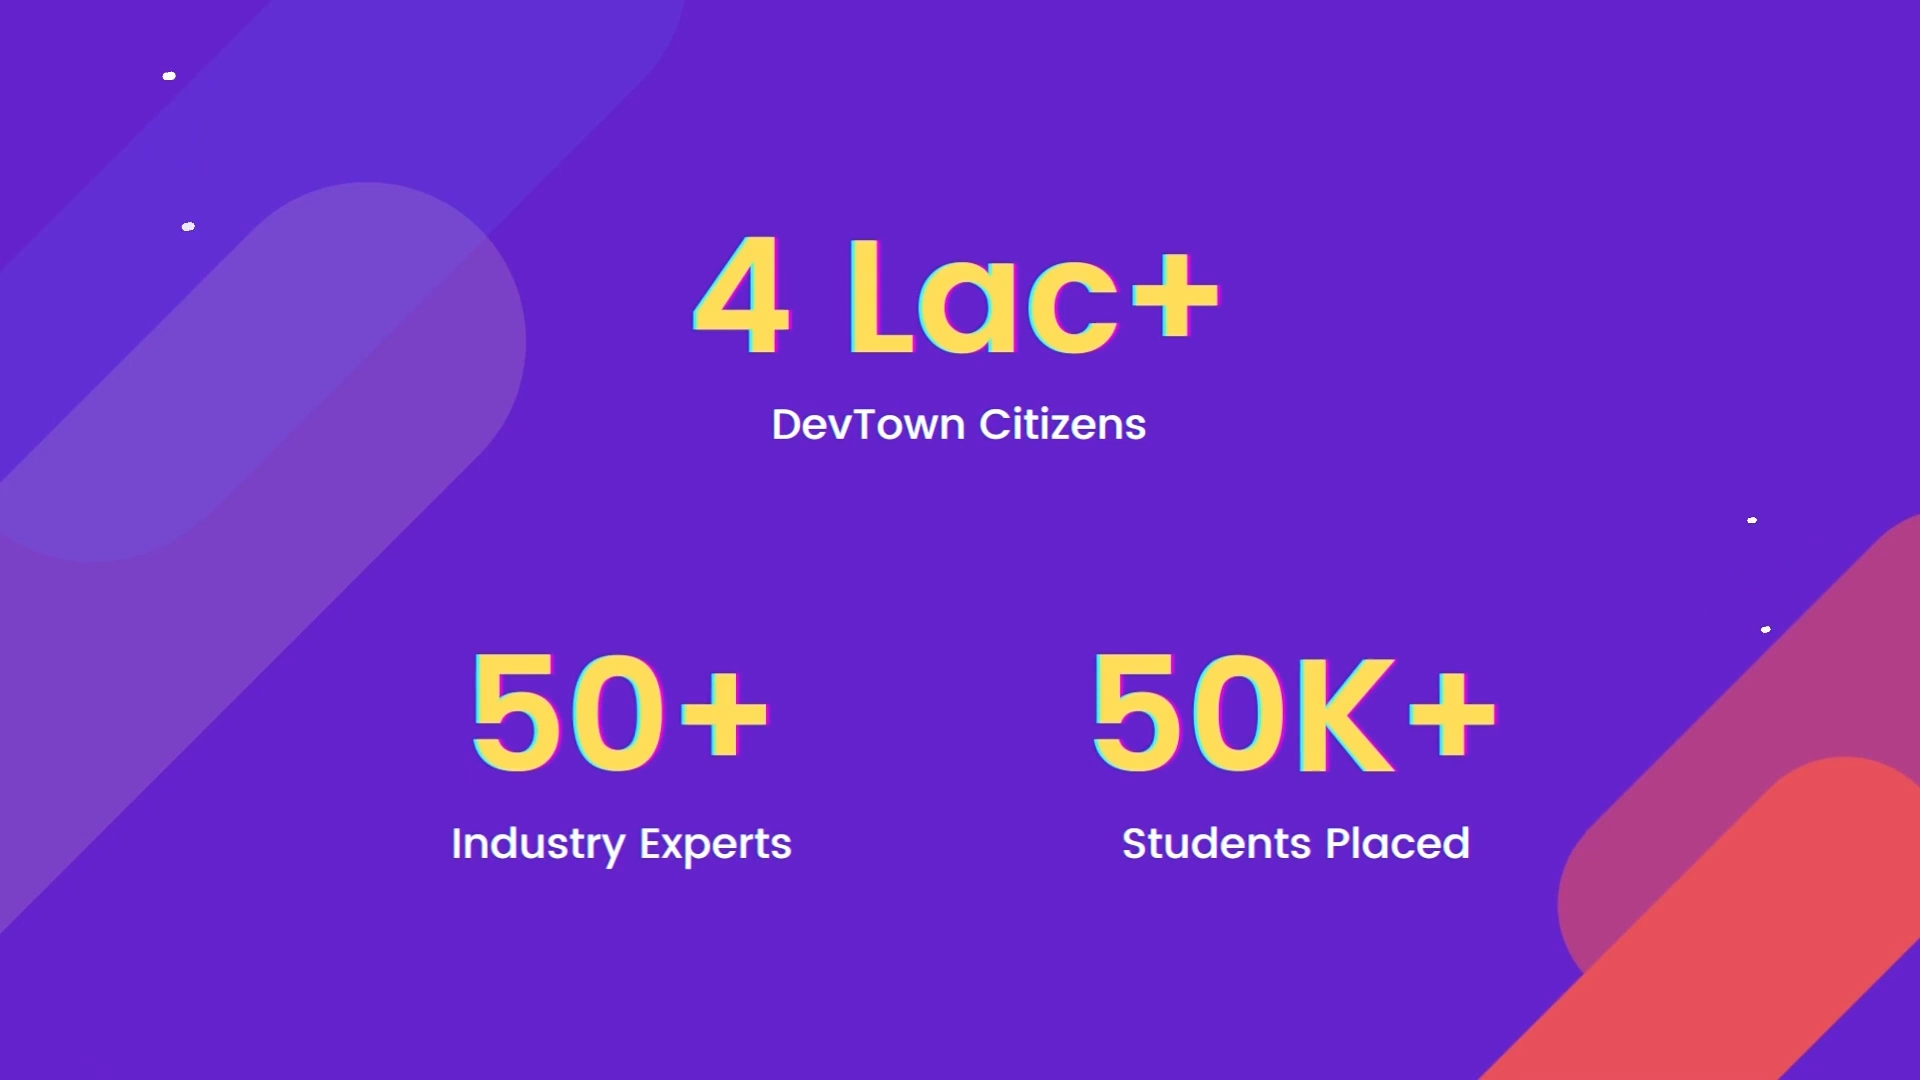 4 Lac+
DevTown Citizens
50+
Industry Experts
50K+
Students Placed